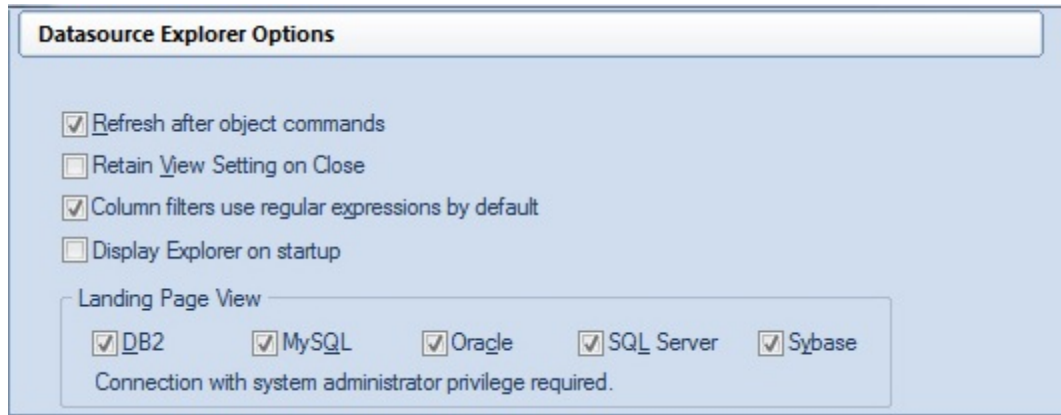 Datasource Explorer Options
Refresh after object commands
Retain View Setting on Close
Column filters use regular expressions by default
Display Explorer on startup
Landing Page View
DB2 MySQL Oracle SQL Server Sybase
Connection with system administrator privilege required.